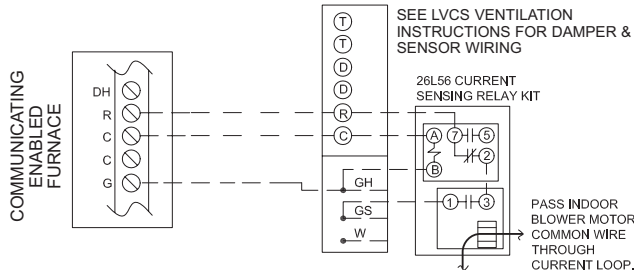 SEE LVCS VENTILATION
INSTRUCTIONS FOR DAMPER &
SENSOR WIRING
COMMUNICATING
ENABLED
FURNACE
DH
R
C
C
G
T
T
D
D
R
C
GH
GS
W
26L56 CURRENT
SENSING RELAY KIT
A 7 5
2
B
1 3
PASS INDOOR
BLOWER MOTOR
COMMON WIRE
THROUGH
CURRENT LOOP.